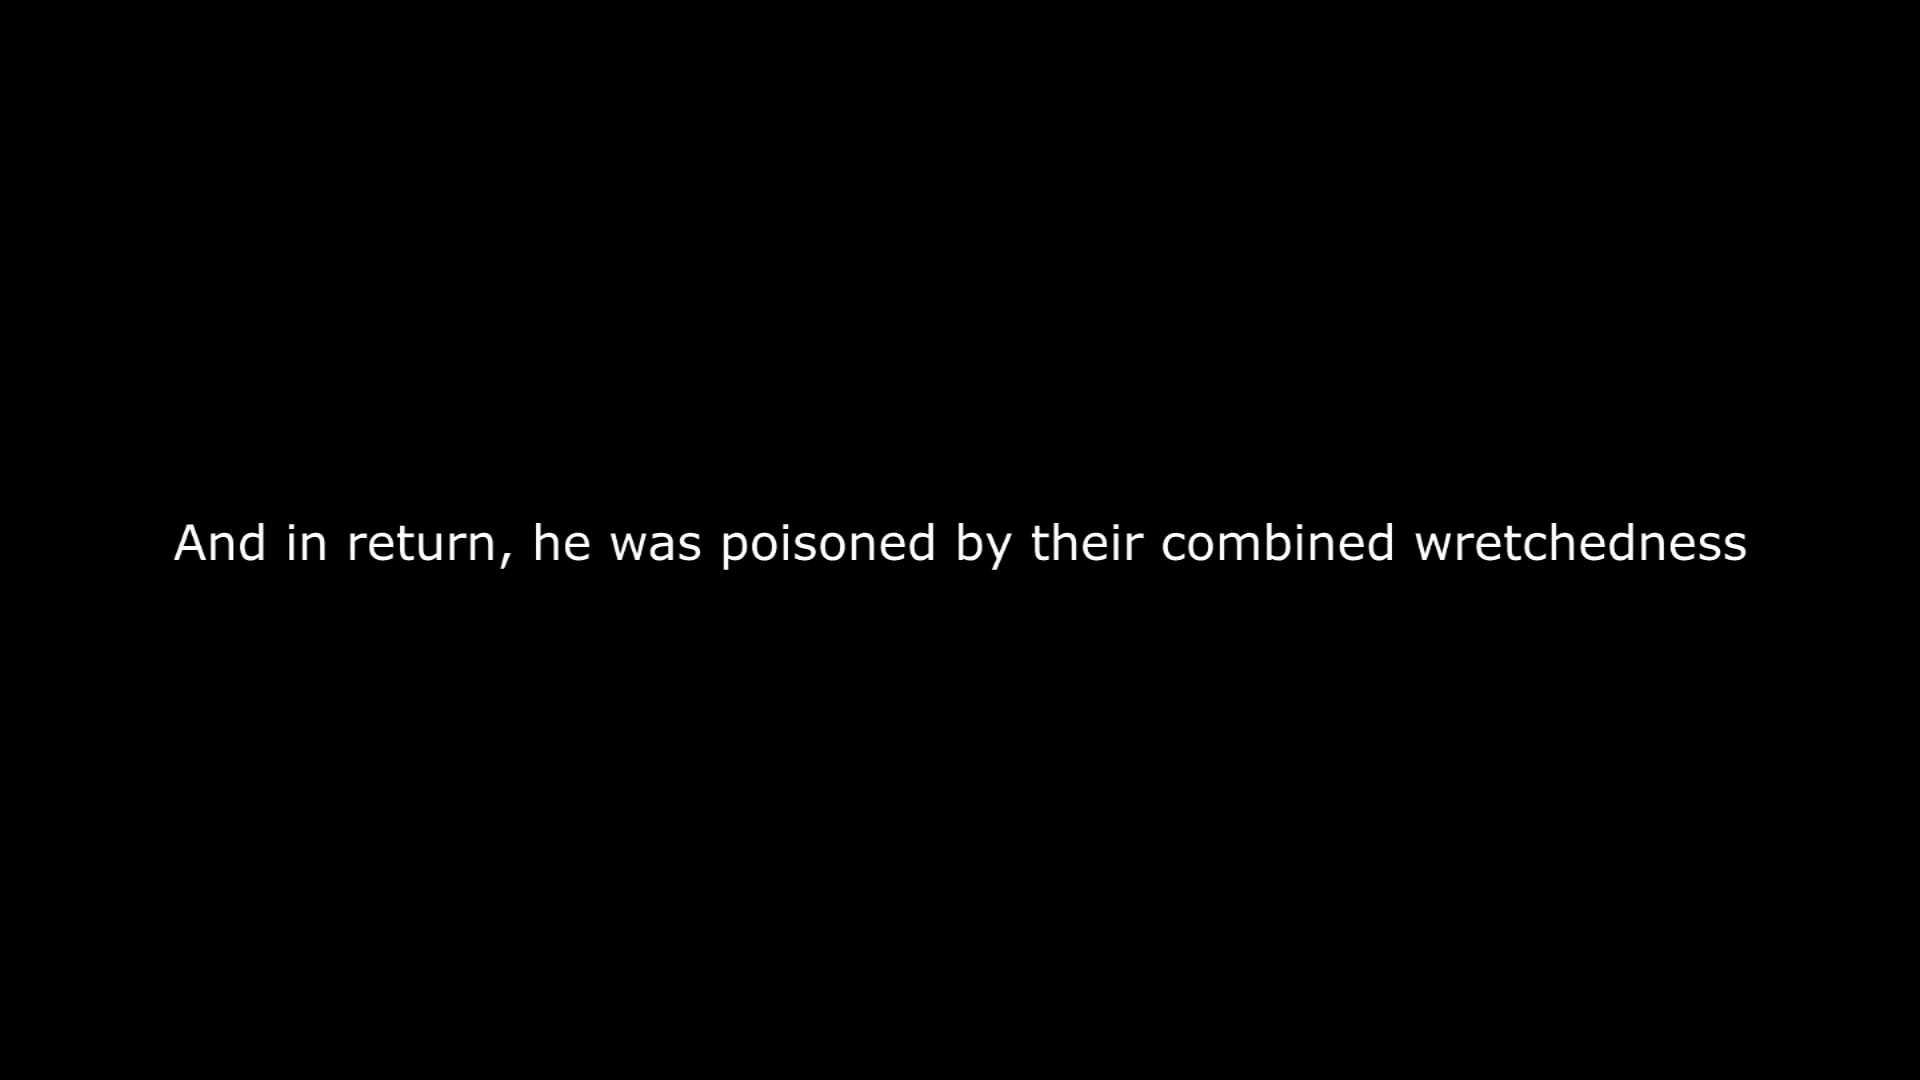 And in return, he was poisoned by their combined wretchedness